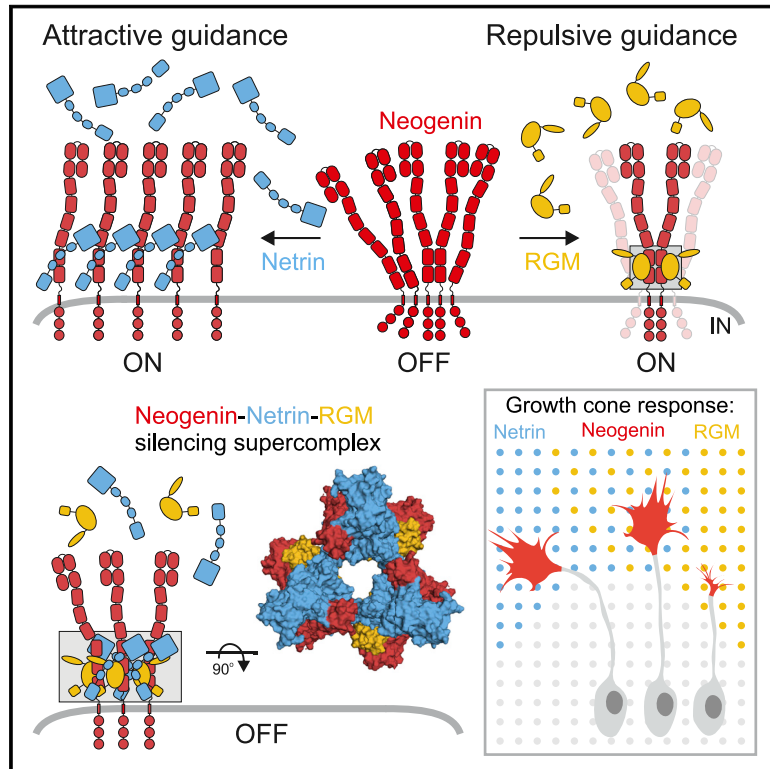 Attractive guidance
Repulsive guidance
Neogenin
Netrin
RGM
IN
ON
OFF
ON
Neogenin-Netrin-RGM
silencing supercomplex
90°
OFF
Growth cone response:
Netrin Neogenin RGM